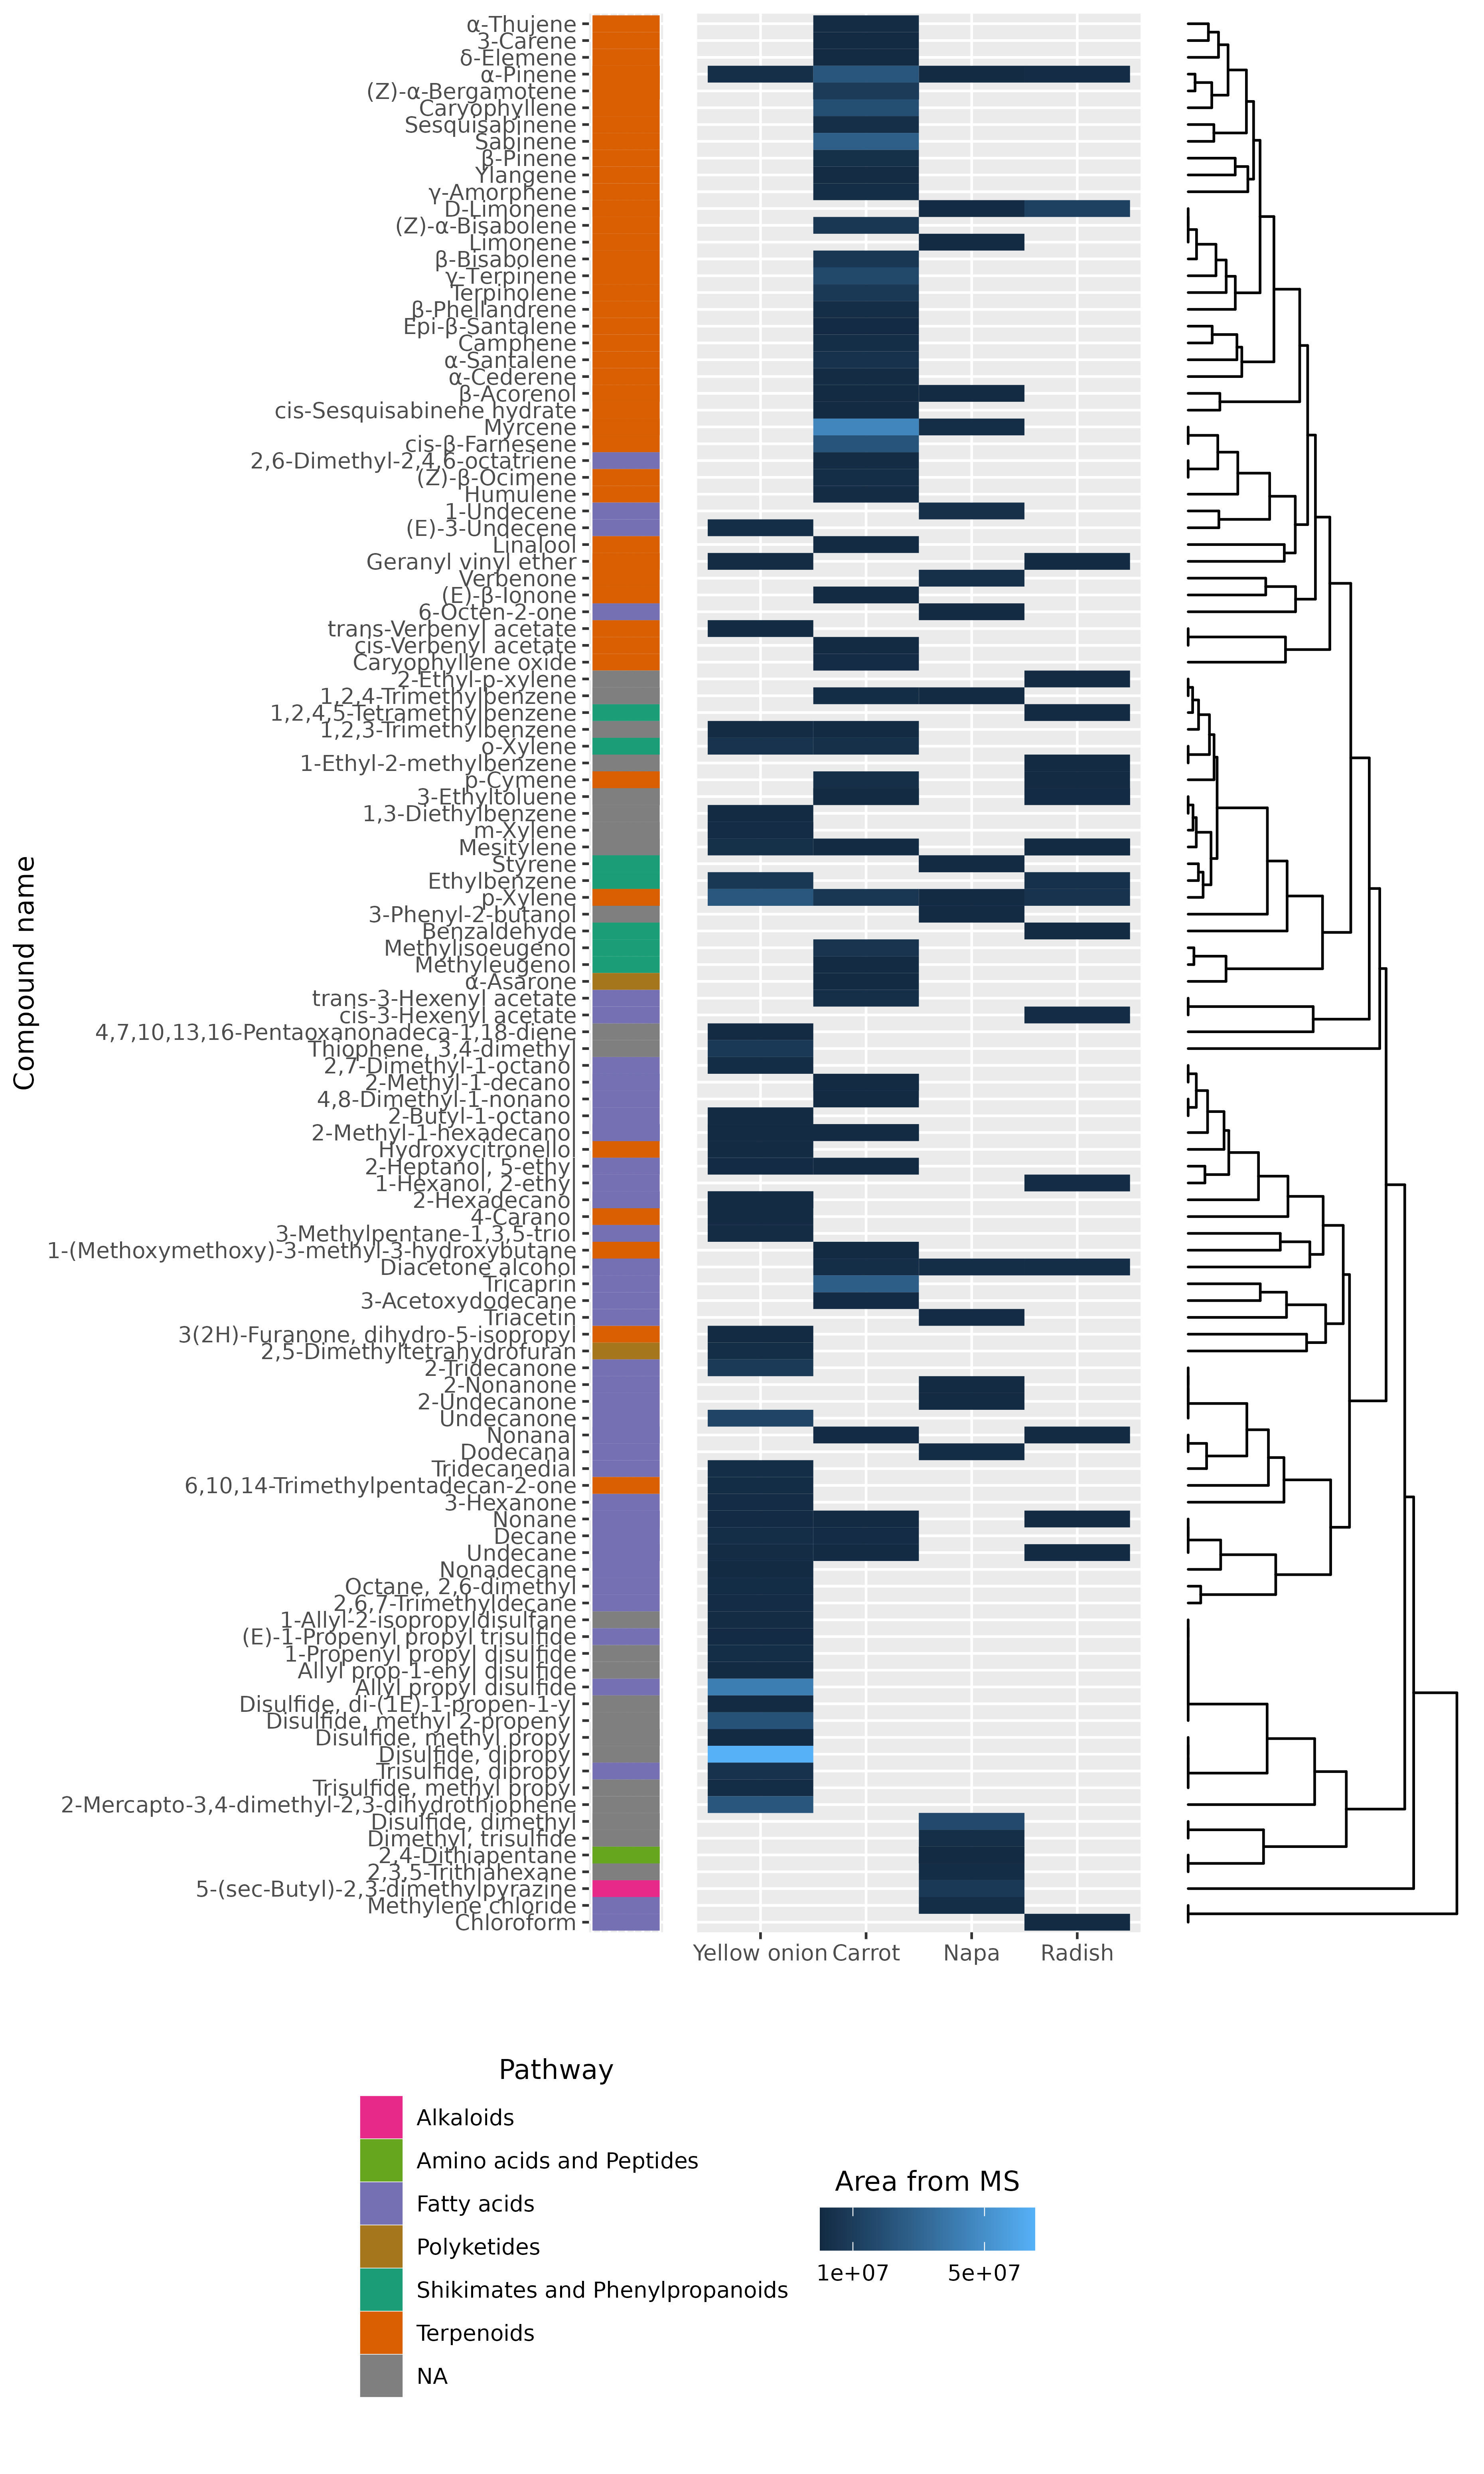 α-Thujene
3-Carene
δ-Elemene
α-Pinene
(Z)-α-Bergamotene
Caryophyllene
Sesquisabinene
Sabinene
β-Pinene
Ylangene
γ-Amorphene
D-Limonene
(Z)-α-Bisabolene
Limonene
β-Bisabolene
γ-Terpinene
Terpinolene
β-Phellandrene
Epi-β-Santalene
Camphene
α-Santalene
α-Cederene
β-Acorenol
cis-Sesquisabinene hydrate
Myrcene
cis-β-Farnesene
2,6-Dimethyl-2,4,6-octatriene
(Z)-β-Ocimene
Humulene
1-Undecene
(E)-3-Undecene
Linalool
Geranyl vinyl ether
Verbenone
(E)-β-Ionone
6-Octen-2-one
trans-Verbenyl acetate
cis-Verbenyl acetate
Caryophyllene oxide
2-Ethyl-p-xylene
1,2,4-Trimethylbenzene
1,2,4,5-Tetramethylbenzene
1,2,3-Trimethylbenzene
o-Xylene
1-Ethyl-2-methylbenzene
p-Cymene
3-Ethyltoluene
1,3-Diethylbenzene
m-Xylene
Mesitylene
Styrene
Ethylbenzene
p-Xylene
3-Phenyl-2-butanol
Benzaldehyde
Methylisoeugenol
Methyleugenol
α-Asarone
trans-3-Hexenyl acetate
cis-3-Hexenyl acetate
4,7,10,13,16-Pentaoxanonadeca-1,18-diene
Thiophene, 3,4-dimethyl
2,7-Dimethyl-1-octano
2-Methyl-1-decano
4,8-Dimethyl-1-nonano
2-Butyl-1-octano
2-Methyl-1-hexadecano
Hydroxycitronellol
2-Heptanol, 5-ethy
1-Hexanol, 2-ethy
2-Hexadecano
4-Carano
3-Methylpentane-1,3,5-triol
1-(Methoxymethoxy)-3-methyl-3-hydroxybutane
Diacetone alcohol
Tricaprin
3-Acetoxydodecane
Triacetin
3(2H)-Furanone, dihydro-5-isopropyl
2,5-Dimethyltetrahydrofuran
2-Tridecanone
2-Nonanone
2-Undecanone
Undecanone
Nonanal
Dodecanal
Tridecanedial
6,10,14-Trimethylpentadecan-2-one
3-Hexanone
Nonane
Decane
Undecane
Nonadecane
Octane, 2,6-dimethyl
2,6,7-Trimethyldecane
1-Allyl-2-isopropyldisulfane
(E)-1-Propenyl propyl trisulfide
1-Propenyl propyl disulfide
Allyl prop-1-enyl disulfide
Allyl propyl disulfide
Disulfide, di-(1E)-1-propen-1-yl
Disulfide, methyl 2-propenyl
Disulfide, methyl propyl
Disulfide, dipropyl
Trisulfide, dipropyl
Trisulfide, methyl propyl
2-Mercapto-3,4-dimethyl-2,3-dihydrothiophene
Disulfide, dimethyl
Dimethyl, trisulfide
2,4-Dithiapentane
2,3,5-Trithiahexane
5-(sec-Butyl)-2,3-dimethylpyrazine
Methylene chloride
Chloroform
Compound name
Yellow onion Carrot Napa Radish
Pathway
Alkaloids
Amino acids and Peptides
Fatty acids
Polyketides
Shikimates and Phenylpropanoids
Terpenoids
NA
Area from MS
1e+07 5e+07